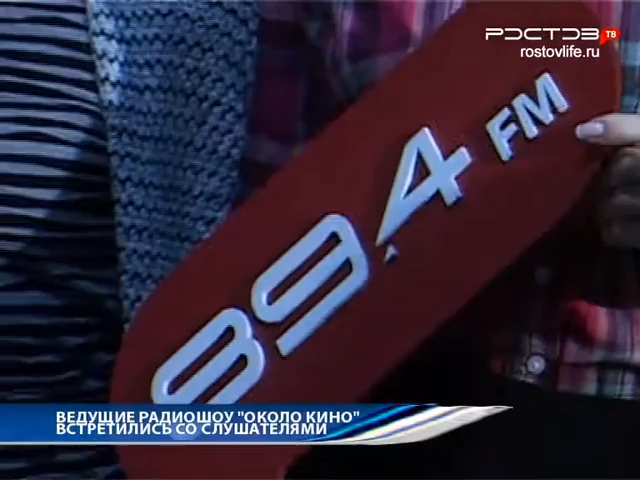 РОСТОВ ТВ
rostovlife.ru
89,4 FM
ВЕДУЩИЕ РАДИОШОУ "ОКОЛО КИНО"
ВСТРЕТИЛИСЬ СО СЛУШАТЕЛЯМИ